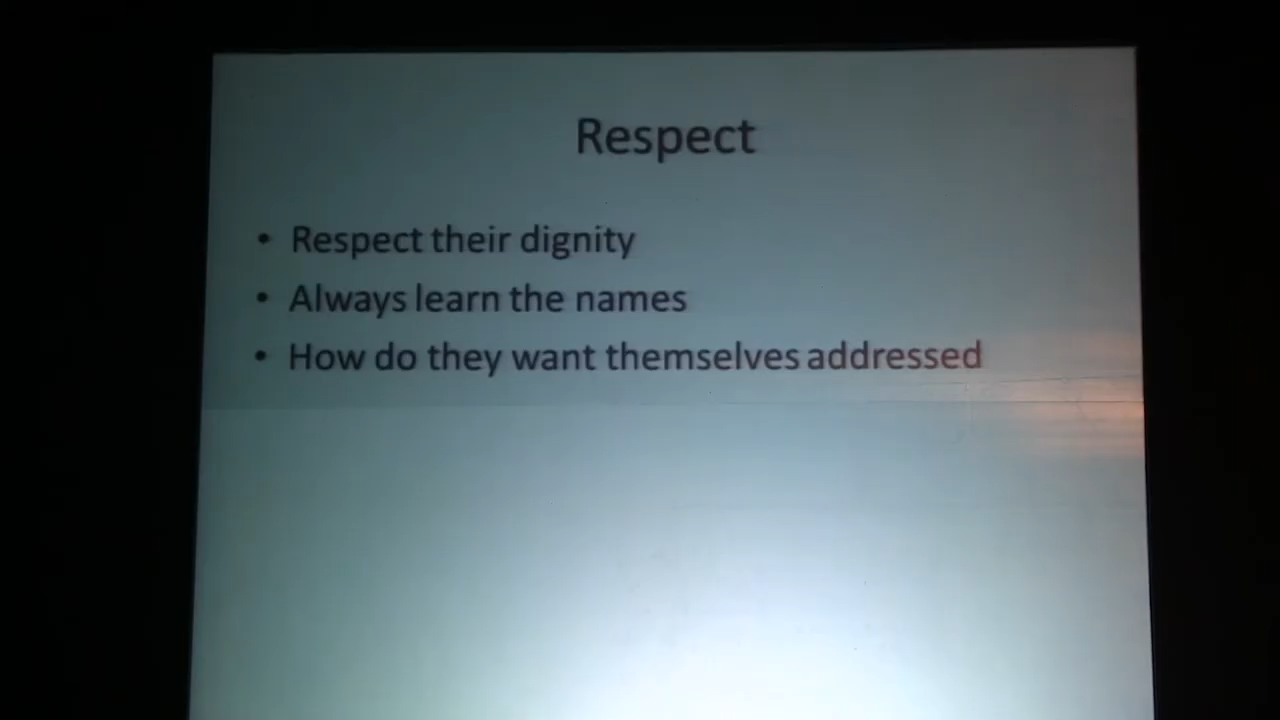 Respect
• Respect their dignity
• Always learn the names
• How do they want themselves addressed